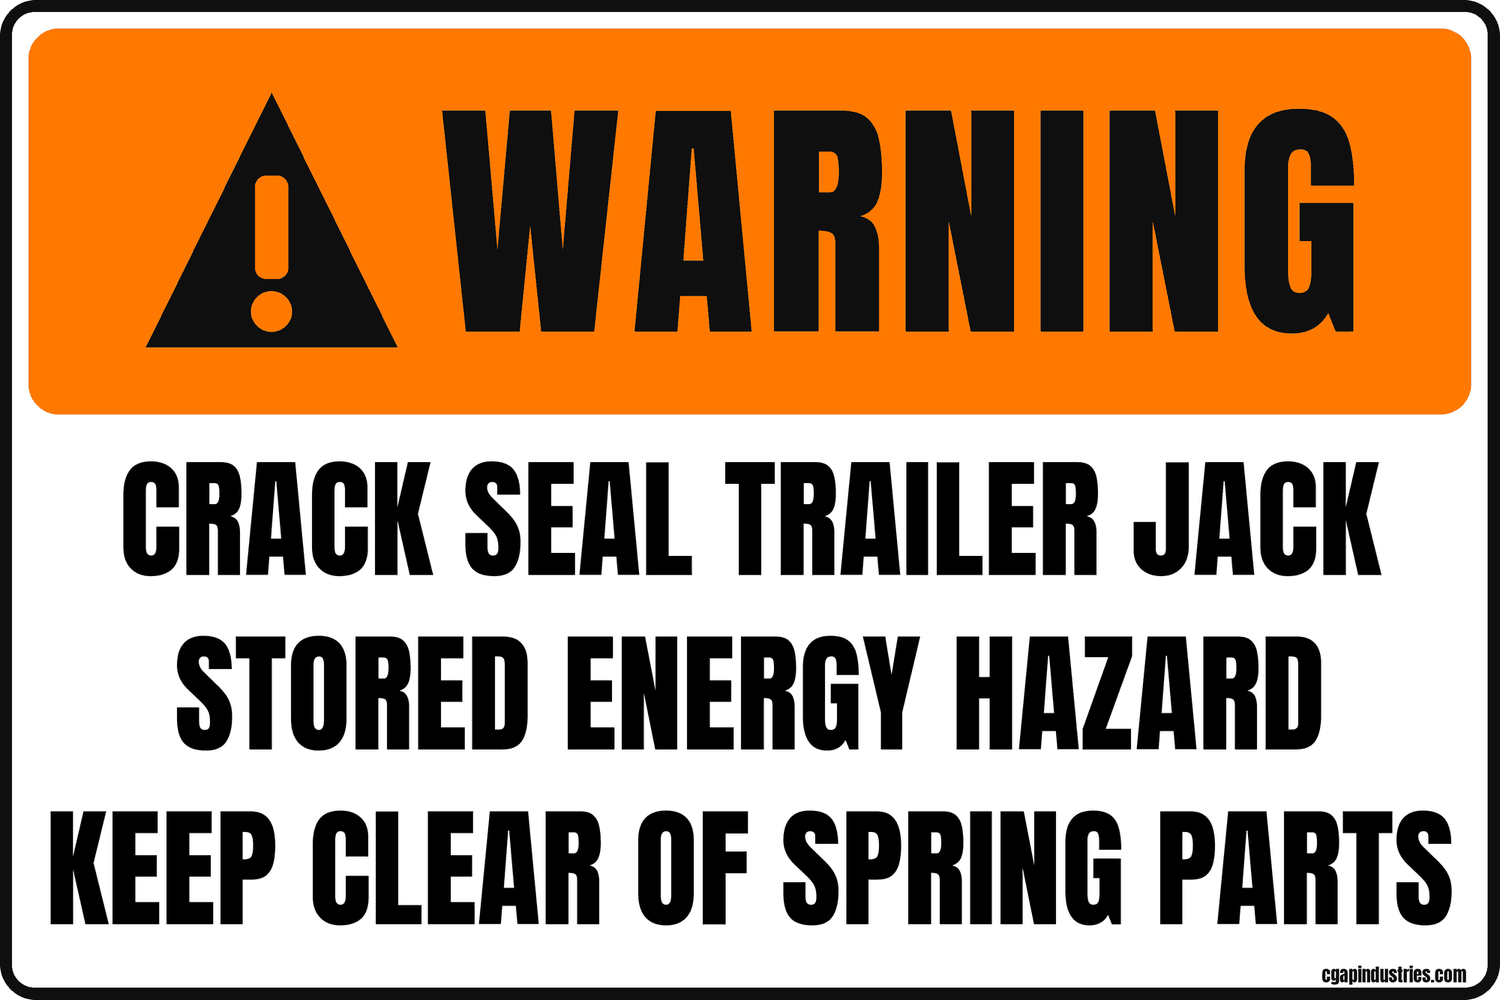 WARNING
CRACK SEAL TRAILER JACK
STORED ENERGY HAZARD
KEEP CLEAR OF SPRING PARTS
cgapindustries.com